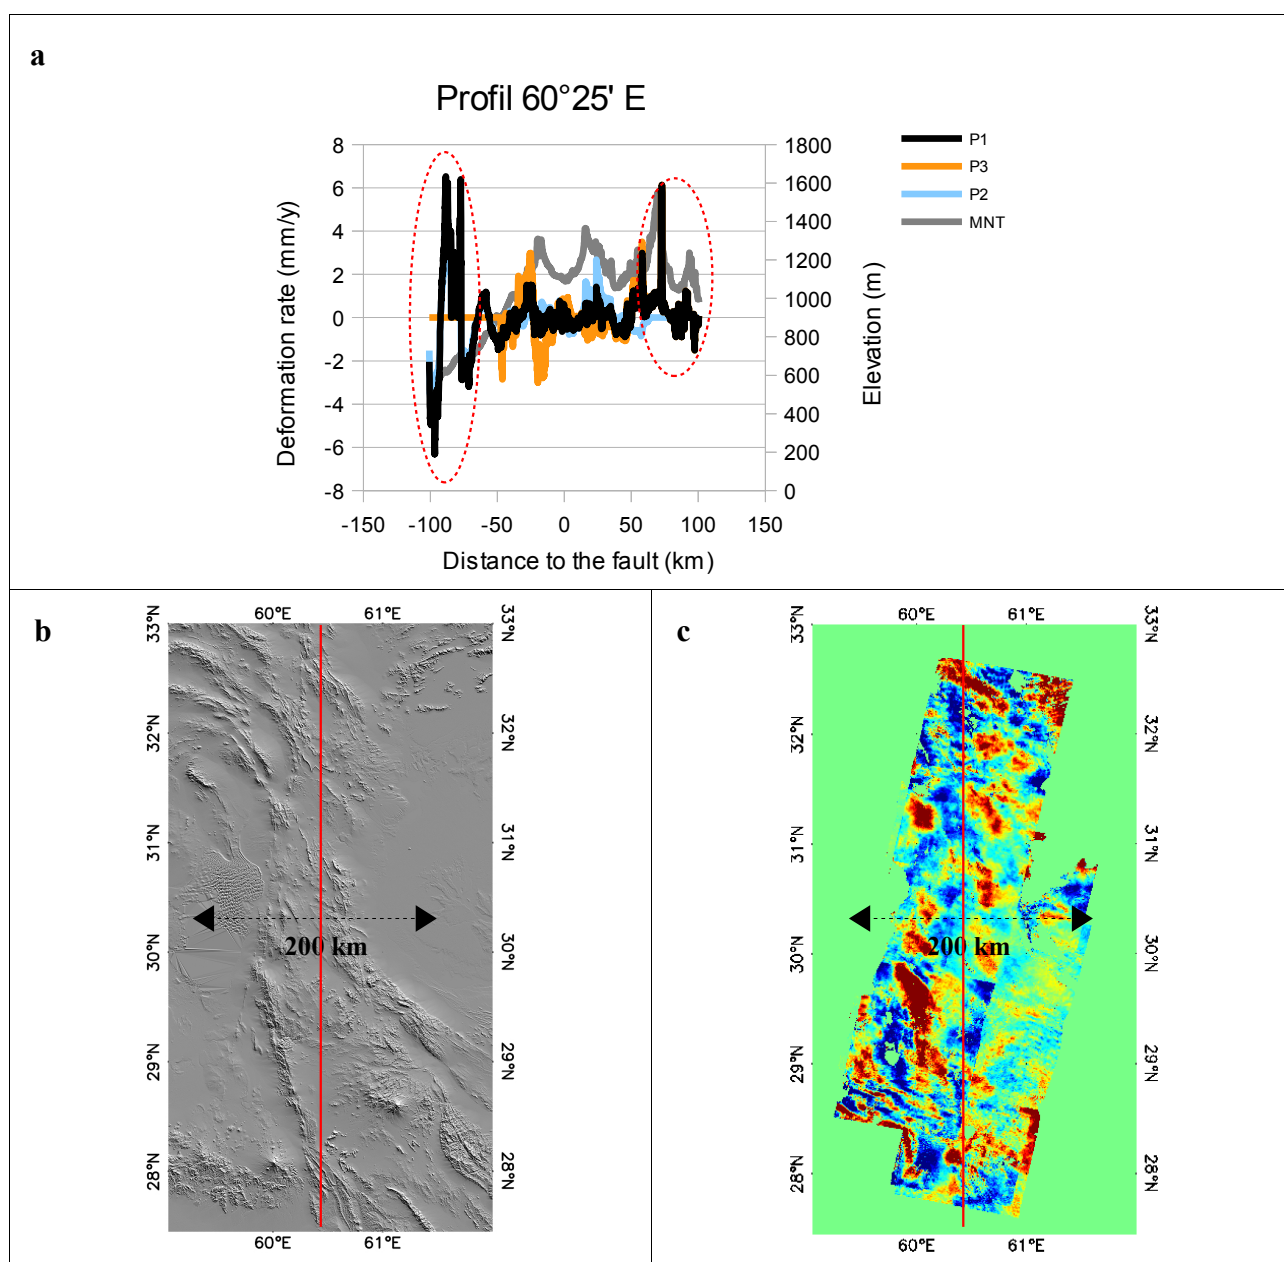 a
Profil 60°25' E
8
6
4
2
0
-2
-4
-6
-8
Deformation rate (mm/y)
1800
1600
1400
1200
1000
800
600
400
200
0
Elevation (m)
-150 -100 -50 0 50 100 150
Distance to the fault (km)
P1
P3
P2
MNT
b
60°E 61°E
33°N 33°N
32°N 32°N
31°N 31°N
30°N 30°N
29°N 29°N
28°N 28°N
200 km
60°E 61°E
c
60°E 61°E
33°N 33°N
32°N 32°N
31°N 31°N
30°N 30°N
29°N 29°N
28°N 28°N
200 km
60°E 61°E